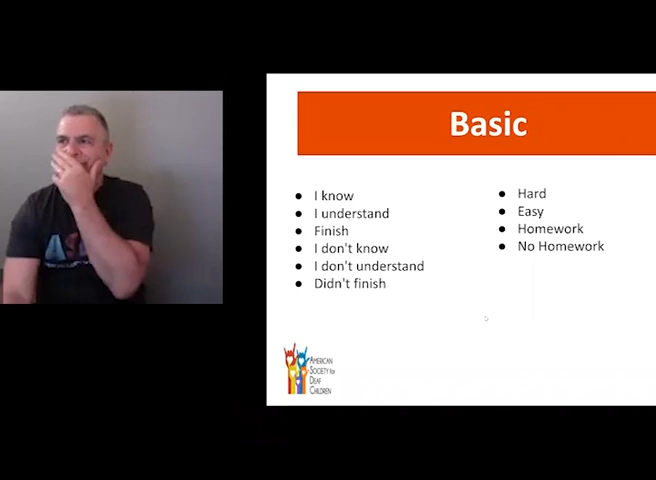 Basic
I know
I understand
Finish
I don't know
I don't understand
Didn't finish
Hard
Easy
Homework
No Homework
AMERICAN
SOCIETY for
DEAF
CHILDREN